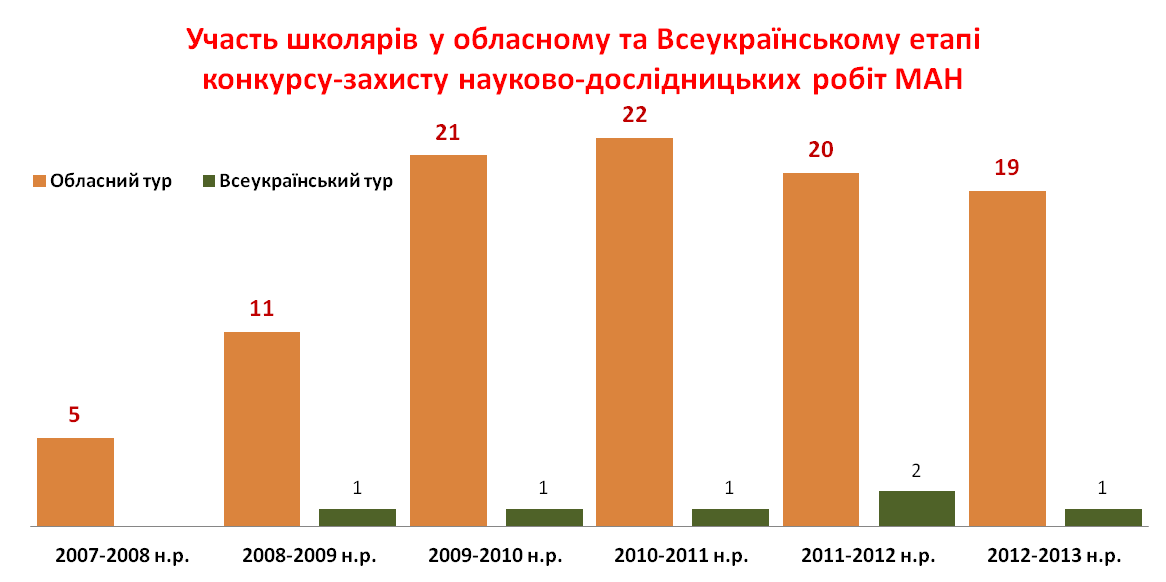 Участь школярів у обласному та Всеукраїнському етапі
конкурсу-захисту науково-дослідницьких робіт МАН
Обласний тур
Всеукраїнський тур
5
11
1
21
1
22
1
20
2
19
1
2007-2008 н.р.
2008-2009 н.р.
2009-2010 н.р.
2010-2011 н.р.
2011-2012 н.р.
2012-2013 н.р.